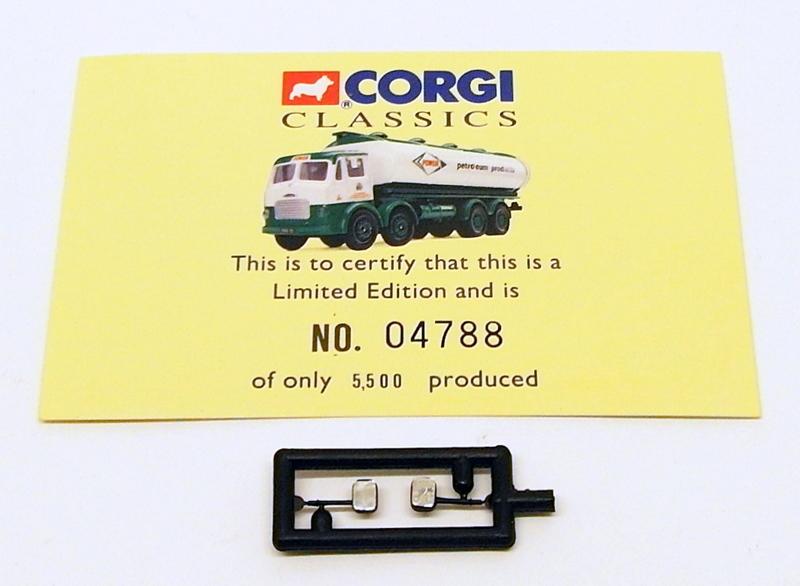 CORGI
®
CLASSICS
POWER
petroleum products
This is to certify that this is a
Limited Edition and is
NO. 04788
of only 5,500 produced